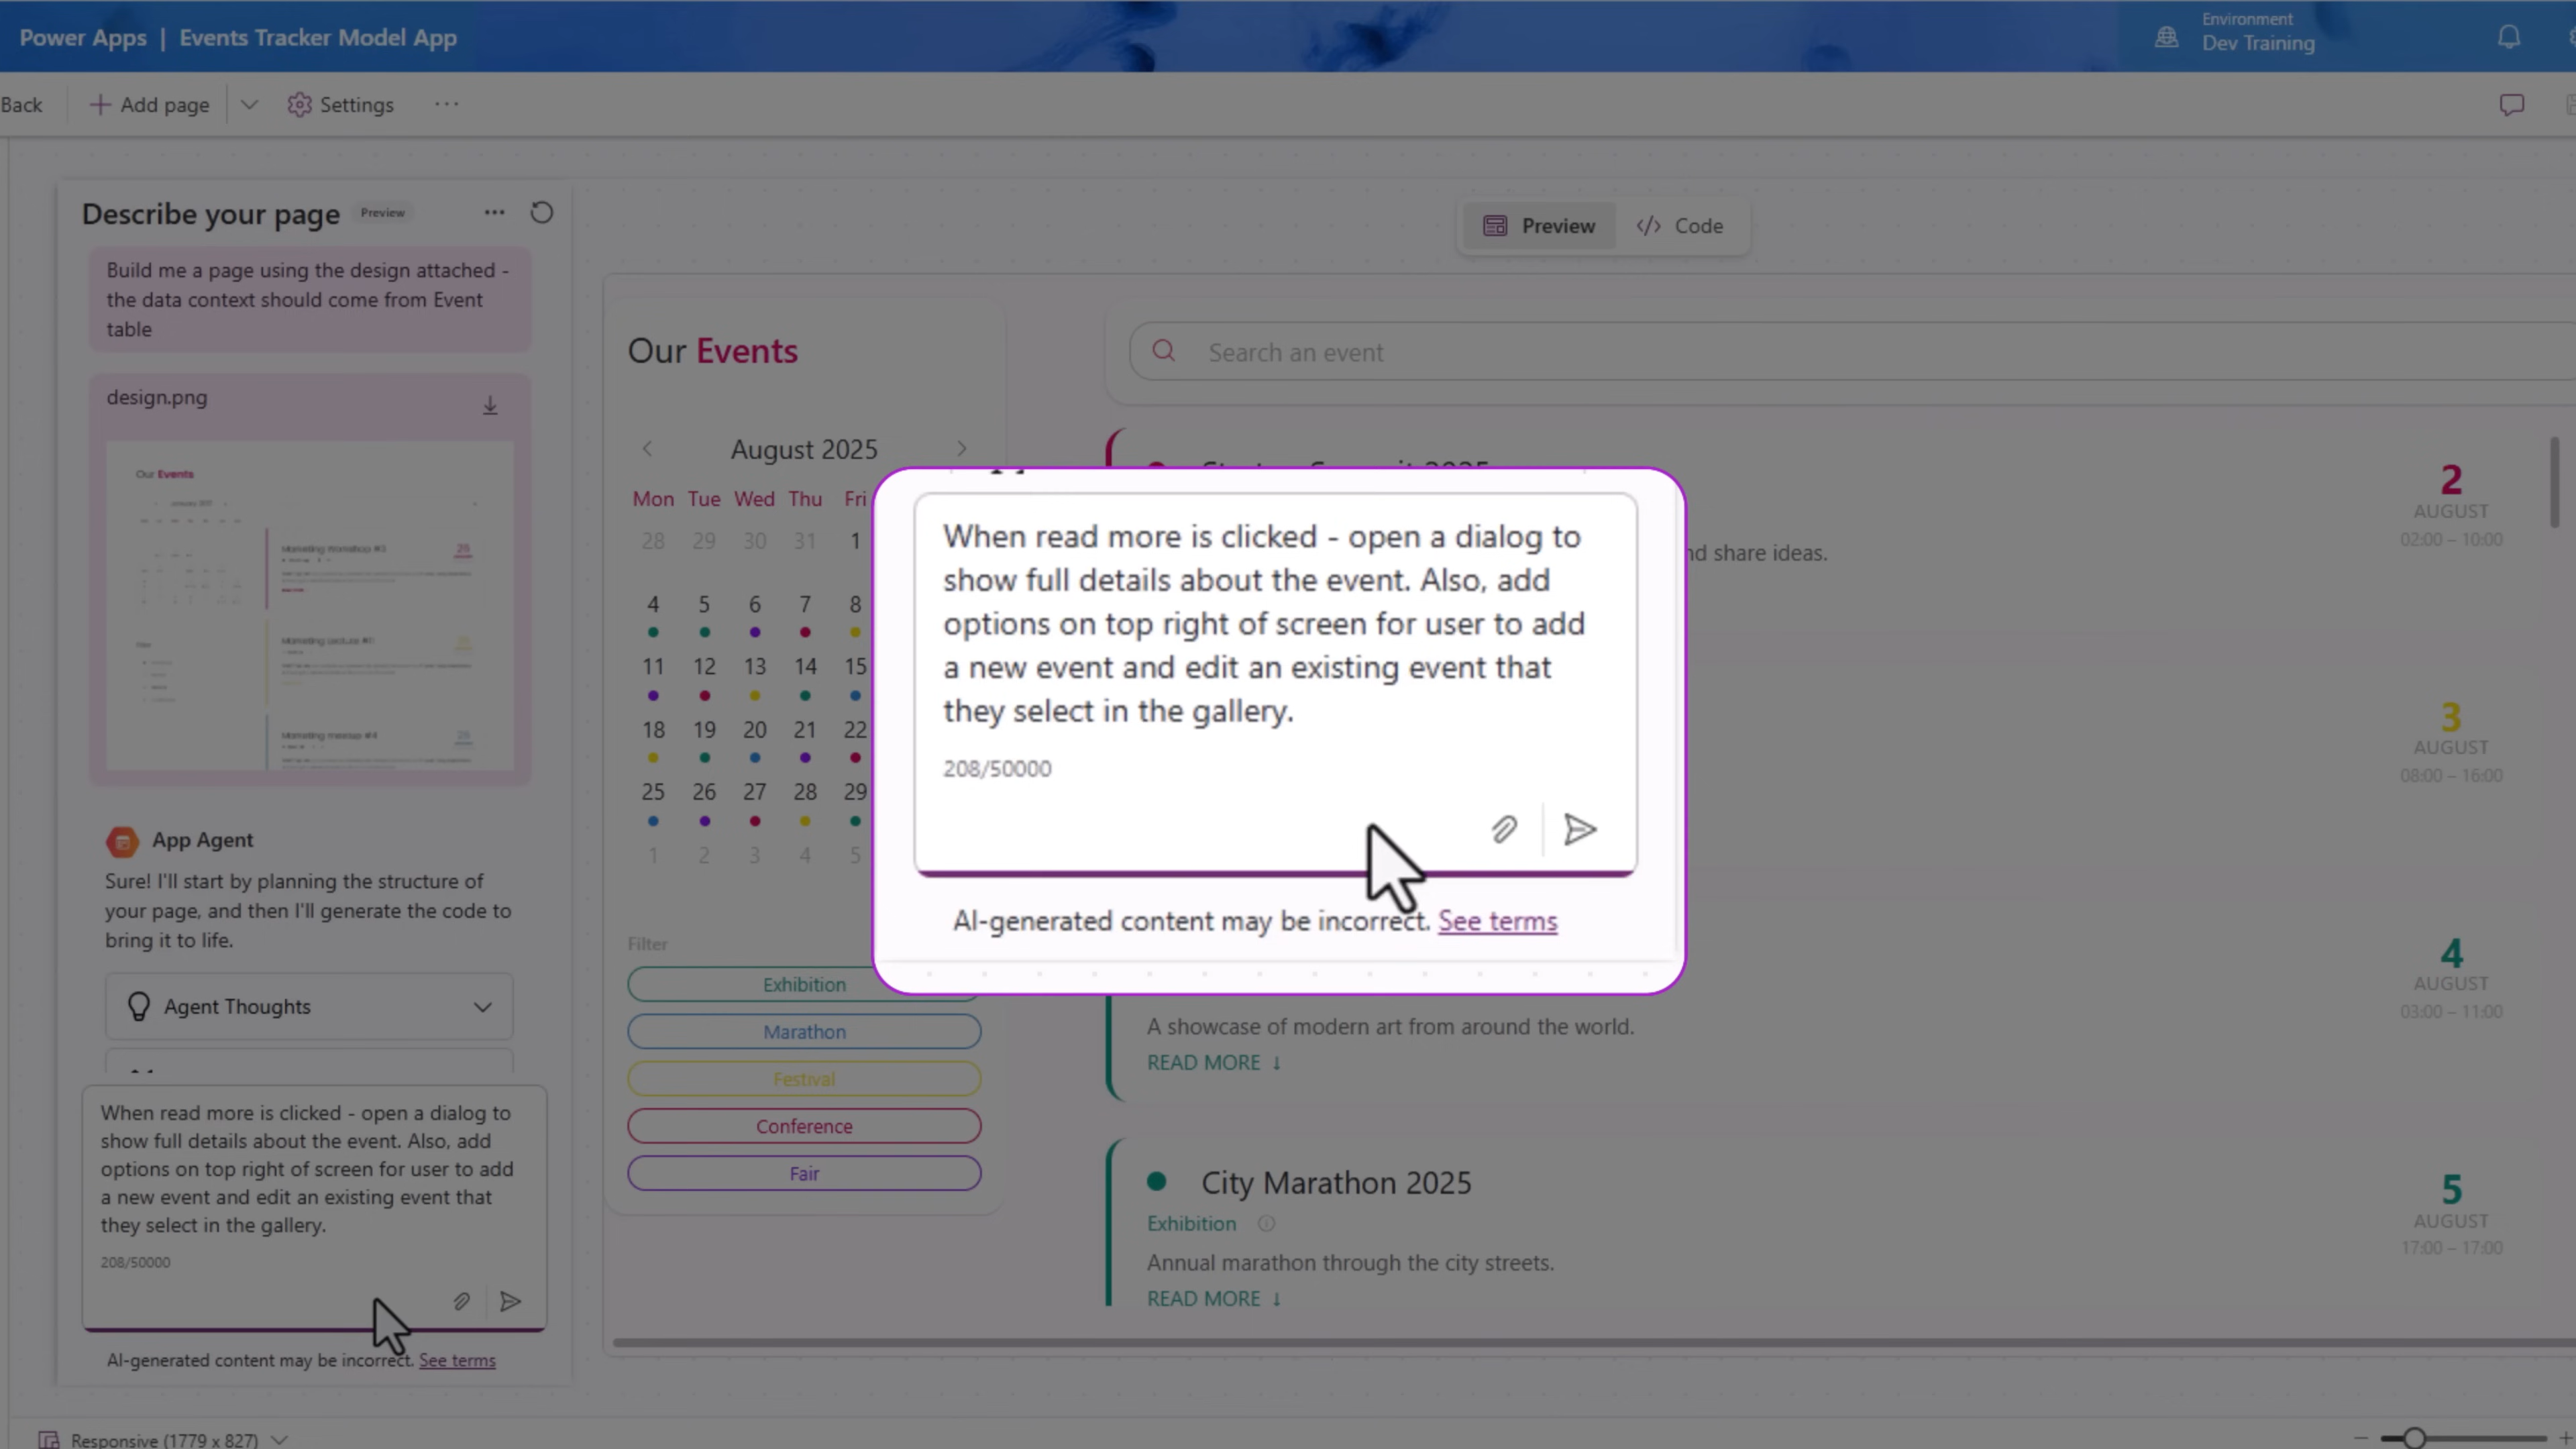 Power Apps | Events Tracker Model App
Environment
Dev Training
Back
Add page
Settings
Describe your page
Preview
Build me a page using the design attached -
the data context should come from Event
table
design.png
Our Events
Marketing Workshop #3
Marketing Lecture #11
Marketing meetup #14
App Agent
Sure! I'll start by planning the structure of
your page, and then I'll generate the code to
bring it to life.
Agent Thoughts
When read more is clicked - open a dialog to
show full details about the event. Also, add
options on top right of screen for user to add
a new event and edit an existing event that
they select in the gallery.
208/50000
AI-generated content may be incorrect. See terms
Preview
Code
Our Events
August 2025
Mon Tue Wed Thu Fri
28 29 30 31 1
4 5 6 7 8
11 12 13 14 15
18 19 20 21 22
25 26 27 28 29
1 2 3 4 5
Filter
Exhibition
Marathon
Festival
Conference
Fair
Search an event
2
AUGUST
02:00 – 10:00
nd share ideas.
3
AUGUST
08:00 – 16:00
When read more is clicked - open a dialog to
show full details about the event. Also, add
options on top right of screen for user to add
a new event and edit an existing event that
they select in the gallery.
208/50000
AI-generated content may be incorrect. See terms
4
AUGUST
03:00 – 11:00
A showcase of modern art from around the world.
READ MORE ↓
City Marathon 2025
Exhibition
Annual marathon through the city streets.
READ MORE ↓
5
AUGUST
17:00 – 17:00
Responsive (1779 x 827)